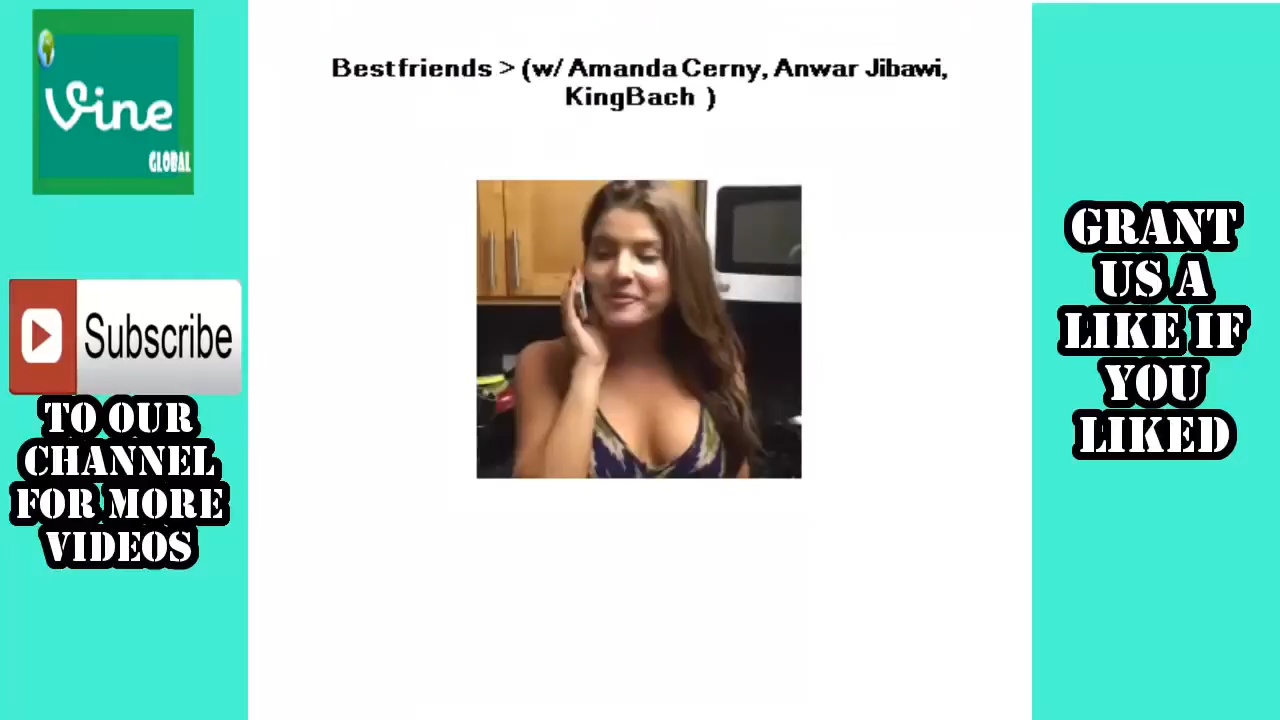 Vine
GLOBAL
Bestfriends > (w/ Amanda Cerny, Anwar Jibawi,
KingBach )
Subscribe
TO OUR
CHANNEL
FOR MORE
VIDEOS
GRANT
US A
LIKE IF
YOU
LIKED